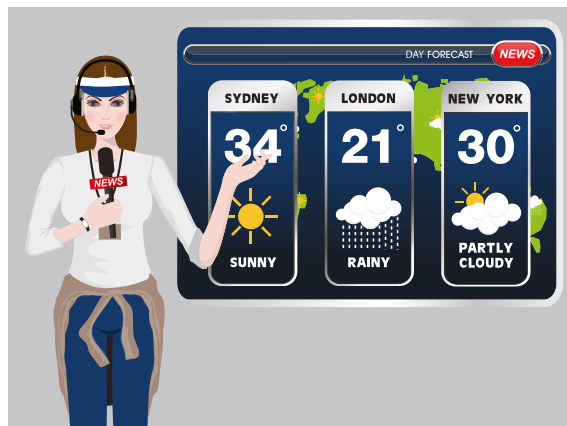 DAY FORECAST NEWS
SYDNEY
34°
SUNNY
LONDON
21°
RAINY
NEW YORK
30°
PARTLY
CLOUDY
NEWS